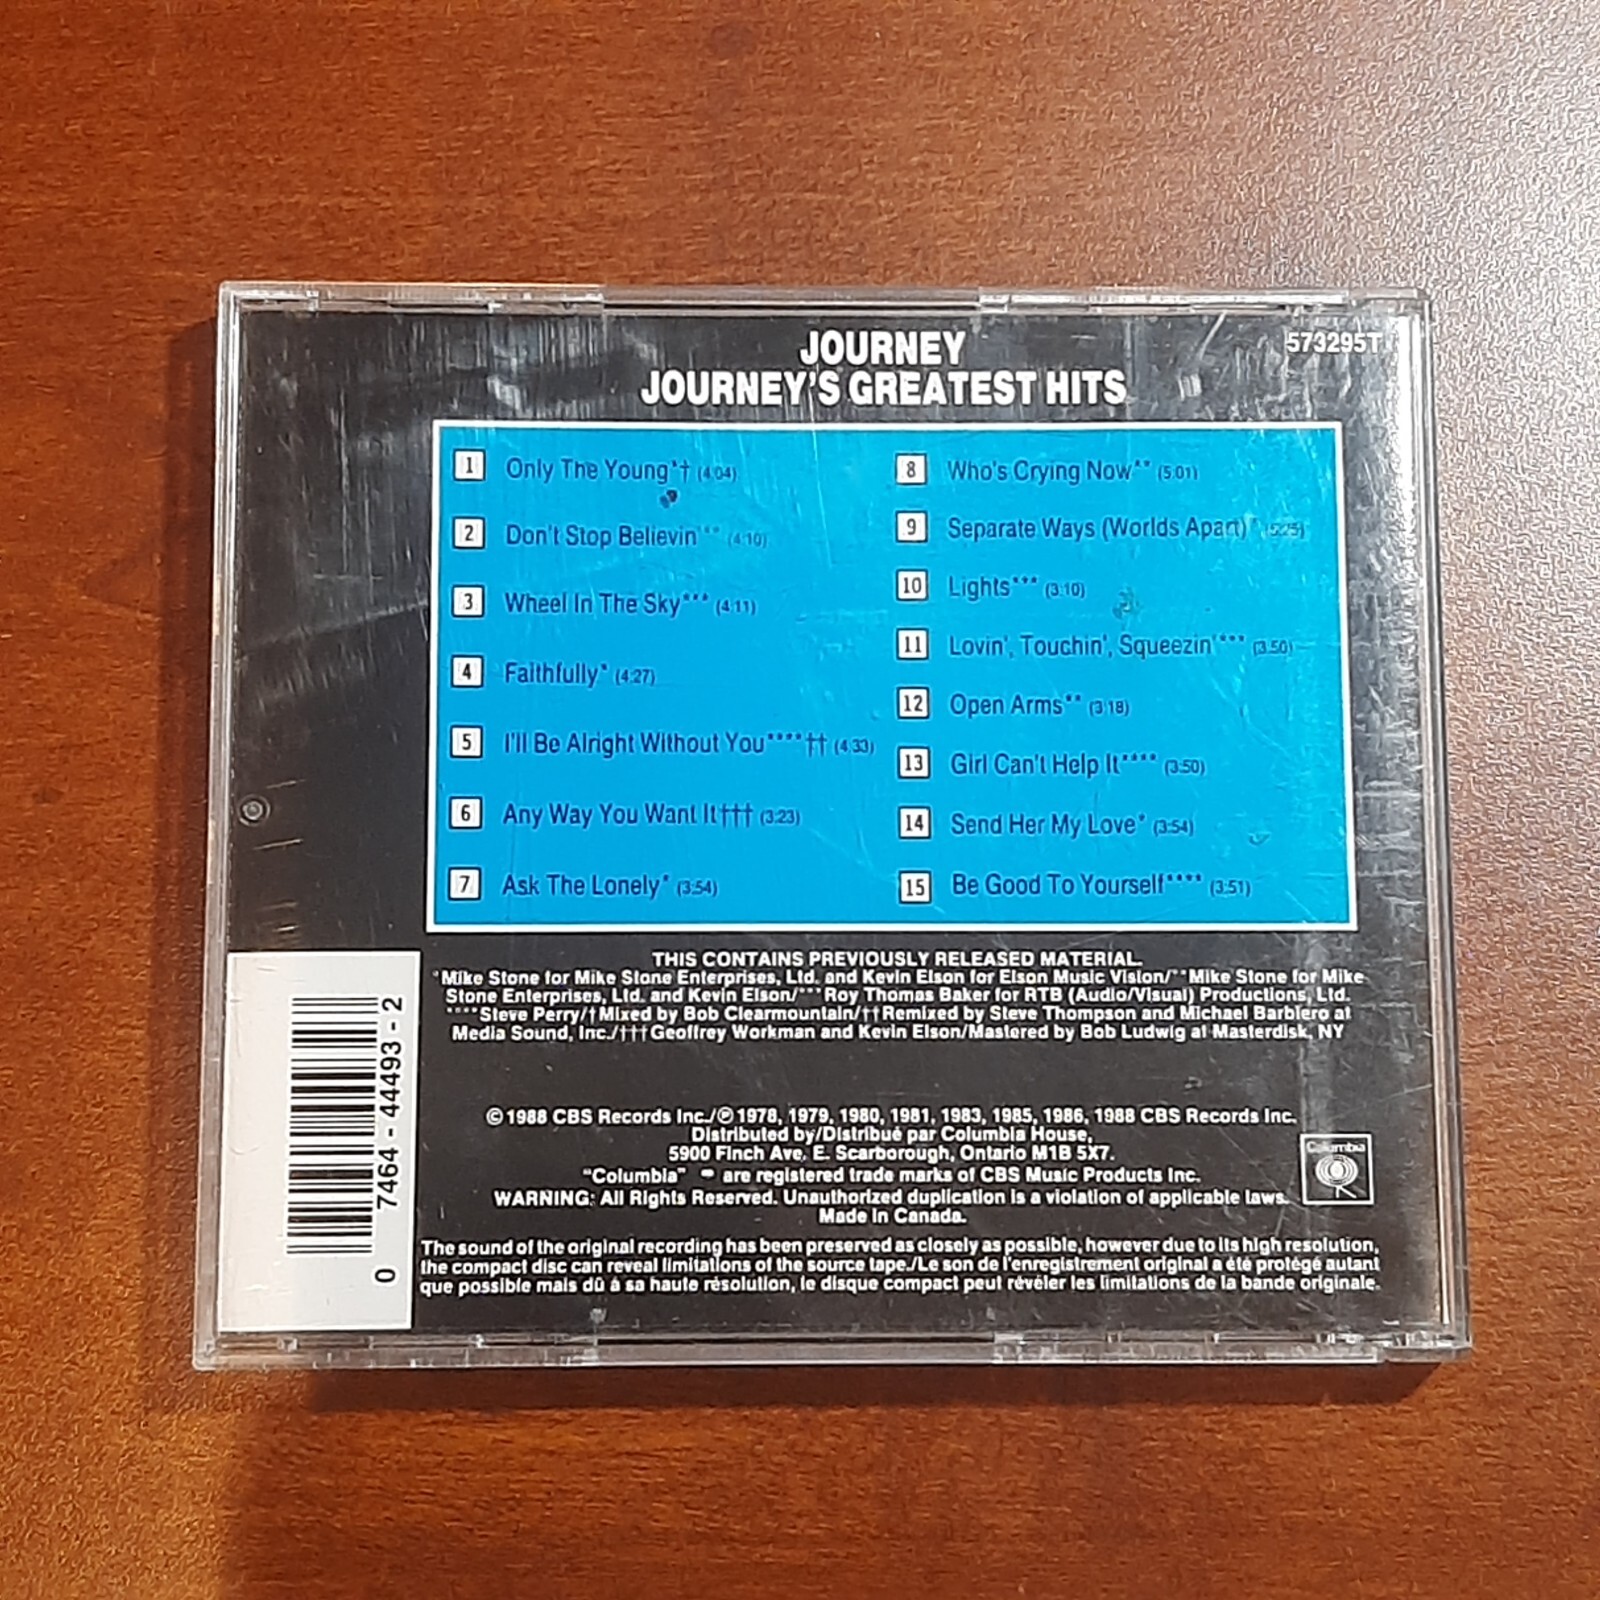 JOURNEY
573295T
JOURNEY'S GREATEST HITS
1 Only The Young*† (4:04)
2 Don't Stop Believin'** (4:10)
3 Wheel In The Sky*** (4:11)
4 Faithfully* (4:27)
5 I'll Be Alright Without You****†† (4:33)
6 Any Way You Want It††† (3:23)
7 Ask The Lonely* (3:54)
8 Who's Crying Now** (5:01)
9 Separate Ways (Worlds Apart)*
10 Lights*** (3:10)
11 Lovin', Touchin', Squeezin'*** (3:50)
12 Open Arms** (3:18)
13 Girl Can't Help It**** (3:50)
14 Send Her My Love* (3:54)
15 Be Good To Yourself**** (3:51)
THIS CONTAINS PREVIOUSLY RELEASED MATERIAL.
*Mike Stone for Mike Stone Enterprises, Ltd. and Kevin Elson for Elson Music Vision/**Mike Stone for Mike
Stone Enterprises, Ltd. and Kevin Elson/***Roy Thomas Baker for RTB (Audio/Visual) Productions, Ltd.
****Steve Perry/†Mixed by Bob Clearmountain/††Remixed by Steve Thompson and Michael Barbiero at
Media Sound, Inc./†††Geoffrey Workman and Kevin Elson/Mastered by Bob Ludwig at Masterdisk, NY
© 1988 CBS Records Inc./℗ 1978, 1979, 1980, 1981, 1983, 1985, 1986, 1988 CBS Records Inc.
Distributed by/Distribué par Columbia House,
5900 Finch Ave. E. Scarborough, Ontario M1B 5X7.
"Columbia" are registered trade marks of CBS Music Products Inc.
WARNING: All Rights Reserved. Unauthorized duplication is a violation of applicable laws.
Made in Canada.
Columbia
The sound of the original recording has been preserved as closely as possible, however due to its high resolution,
the compact disc can reveal limitations of the source tape./Le son de l'enregistrement original a été protégé autant
que possible mais dû à sa haute résolution, le disque compact peut révéler les limitations de la bande originale.
0 7464-44493-2